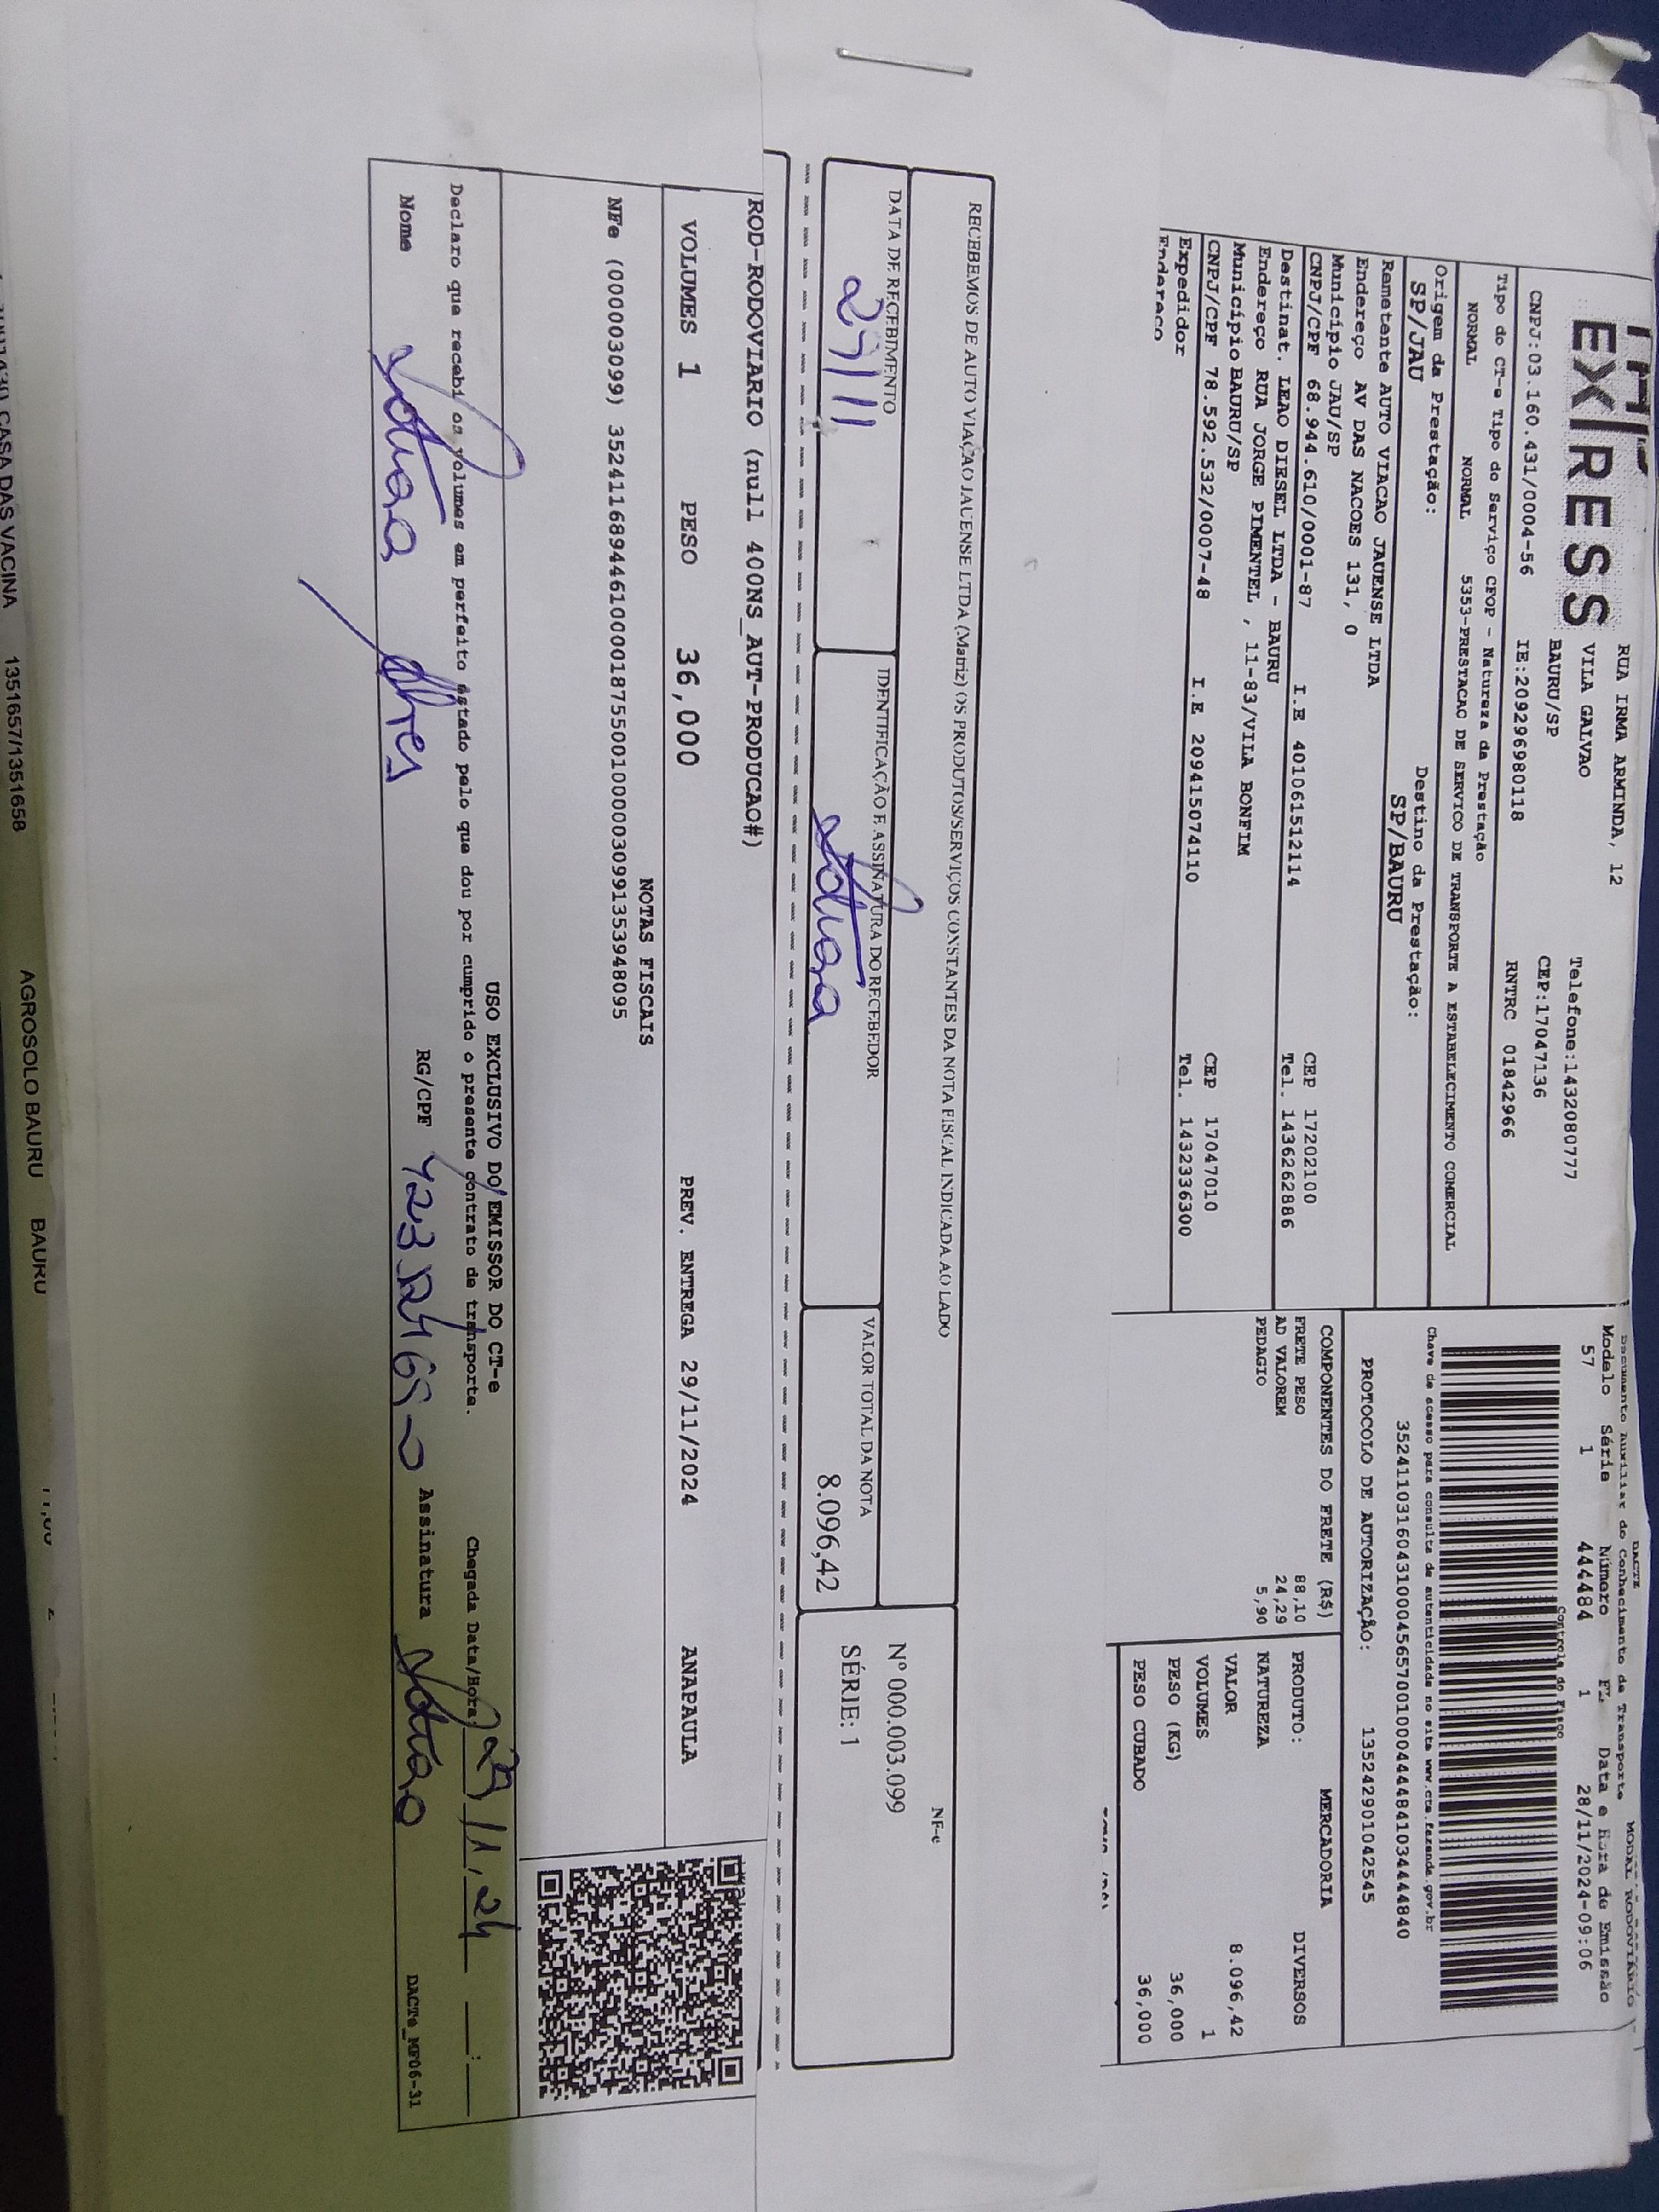 DACTE
MODAL RODOVIÁRIO
Documento Auxiliar do Conhecimento de Transporte
EX RESS
RUA IRMA ARMINDA, 12
VILA GALVAO
BAURU/SP
Telefone:1432080777
CEP:17047136
CNPJ:03.160.431/0004-56 IE:209296980118 RNTRC 01842966
Modelo Série Número FL Data e Hora de Emissão
57 1 444484 1 28/11/2024-09:06
Controle do Fisco
Tipo do CT-e Tipo do Serviço CFOP - Natureza da Prestação
NORMAL NORMAL 5353-PRESTACAO DE SERVICO DE TRANSPORTE A ESTABELECIMENTO COMERCIAL
Chave de acesso para consulta de autenticidade no site www.cte.fazenda.gov.br
35241103160431000456570010004444841034444840
Origem da Prestação: Destino da Prestação:
SP/JAU SP/BAURU
PROTOCOLO DE AUTORIZAÇÃO: 135242910042545
Remetente AUTO VIACAO JAUENSE LTDA
Endereço AV DAS NACOES 131, 0
Município JAU/SP CEP 17202100
CNPJ/CPF 68.944.610/0001-87 I.E 401061512114 Tel. 1436262886
Destinat. LEAO DIESEL LTDA - BAURU
Endereço RUA JORGE PIMENTEL , 11-83/VILA BONFIM
Município BAURU/SP CEP 17047010
CNPJ/CPF 78.592.532/0007-48 I.E 209415074110 Tel. 1432336300
Expedidor
Endereço
COMPONENTES DO FRETE (R$)
FRETE PESO 88,10
AD VALOREM 24,29
PEDAGIO 5,90
MERCADORIA
PRODUTO: DIVERSOS
NATUREZA
VALOR 8.096,42
VOLUMES 1
PESO (KG) 36,000
PESO CUBADO 36,000
RECEBEMOS DE AUTO VIAÇÃO JAUENSE LTDA (Matriz) OS PRODUTOS/SERVIÇOS CONSTANTES DA NOTA FISCAL INDICADA AO LADO
NF-e
Nº 000.003.099
SÉRIE: 1
DATA DE RECEBIMENTO IDENTIFICAÇÃO E ASSINATURA DO RECEBEDOR VALOR TOTAL DA NOTA
29/11 8.096,42
ROD-RODOVIARIO (null 400NS_AUT-PRODUCAO#)
VOLUMES 1 PESO 36,000 PREV. ENTREGA 29/11/2024 ANAPAULA
NOTAS FISCAIS
NFe (000003099) 35241168944610000187550010000030991353948095
USO EXCLUSIVO DO EMISSOR DO CT-e
Declaro que recebi os volumes em perfeito estado pelo que dou por cumprido o presente contrato de transporte. Chegada Data/Hora 29/11/24
Nome RG/CPF Assinatura
DACTe_MF06-31
CASA DAS VACINA 1351657/1351658 AGROSOLO BAURU BAURU